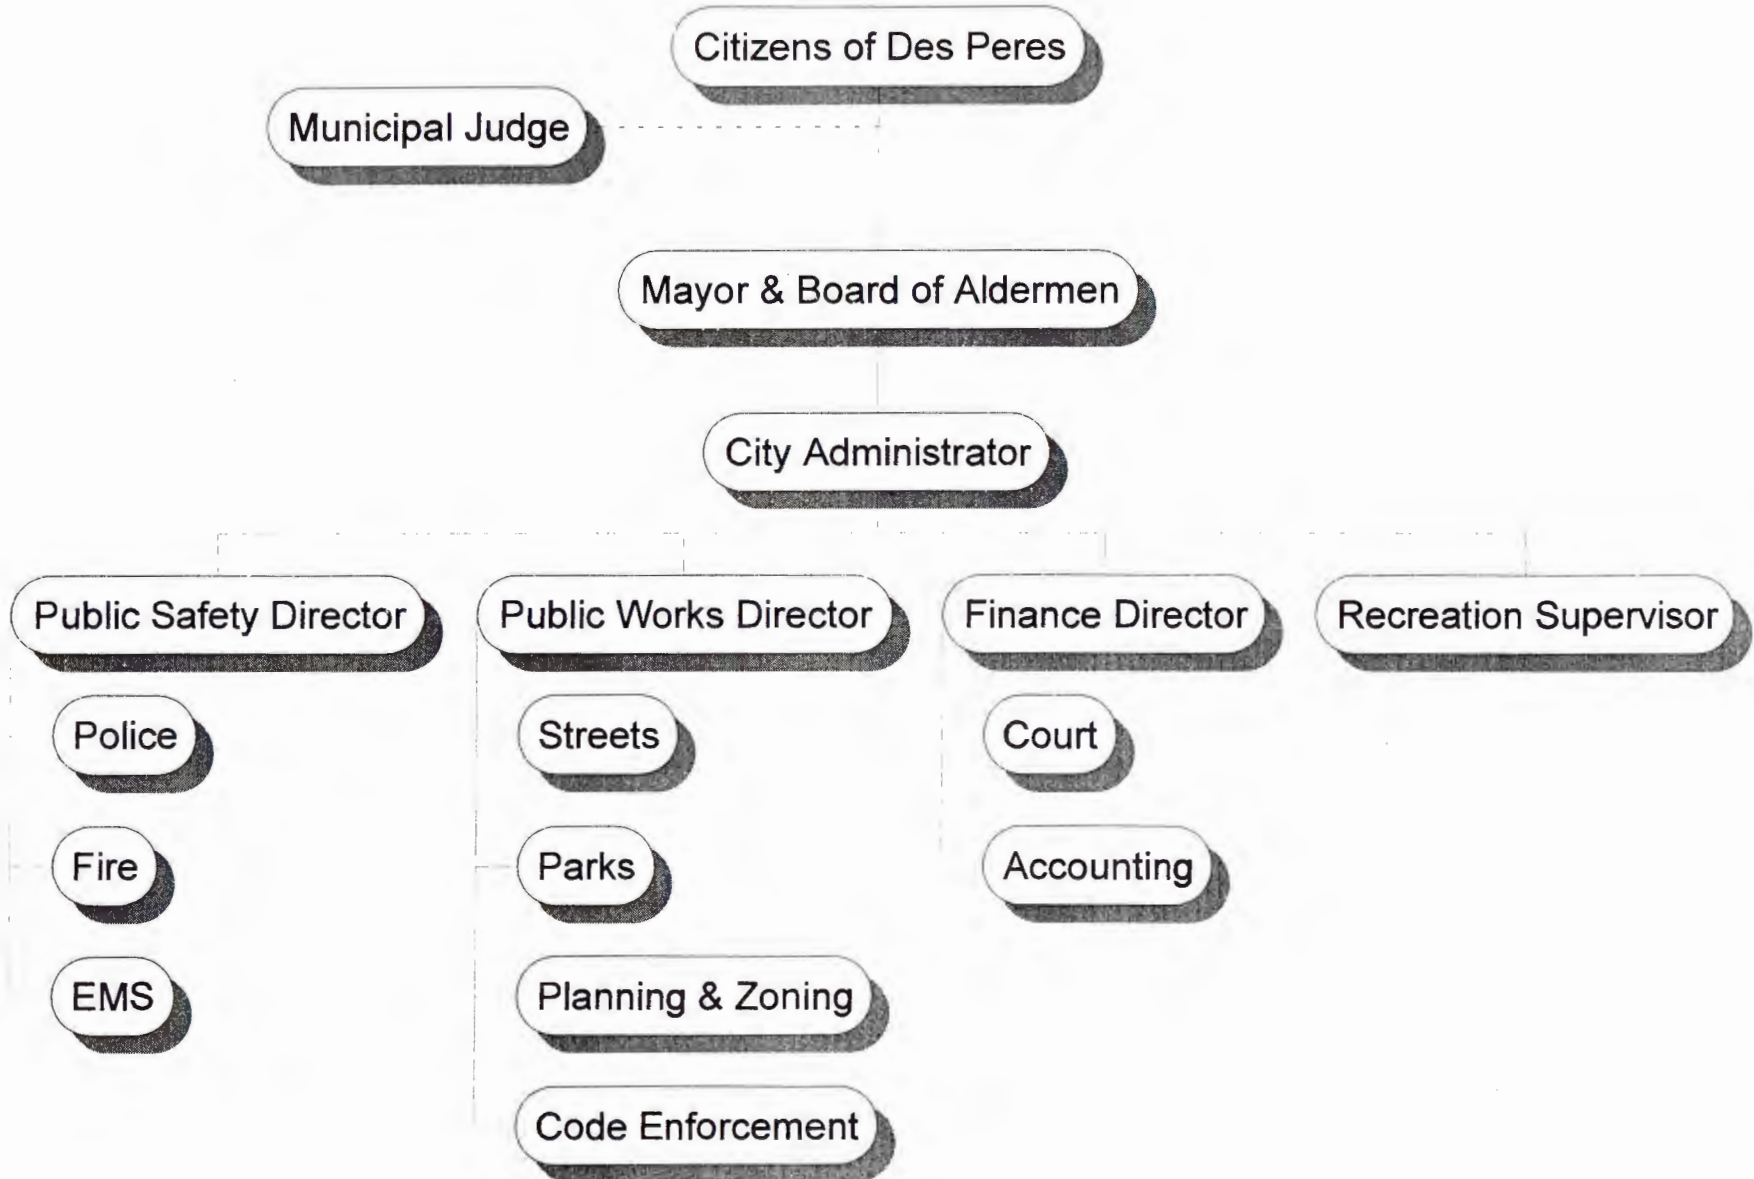 Citizens of Des Peres
Municipal Judge
Mayor & Board of Aldermen
City Administrator
Public Safety Director
Police
Fire
EMS
Public Works Director
Streets
Parks
Planning & Zoning
Code Enforcement
Finance Director
Court
Accounting
Recreation Supervisor